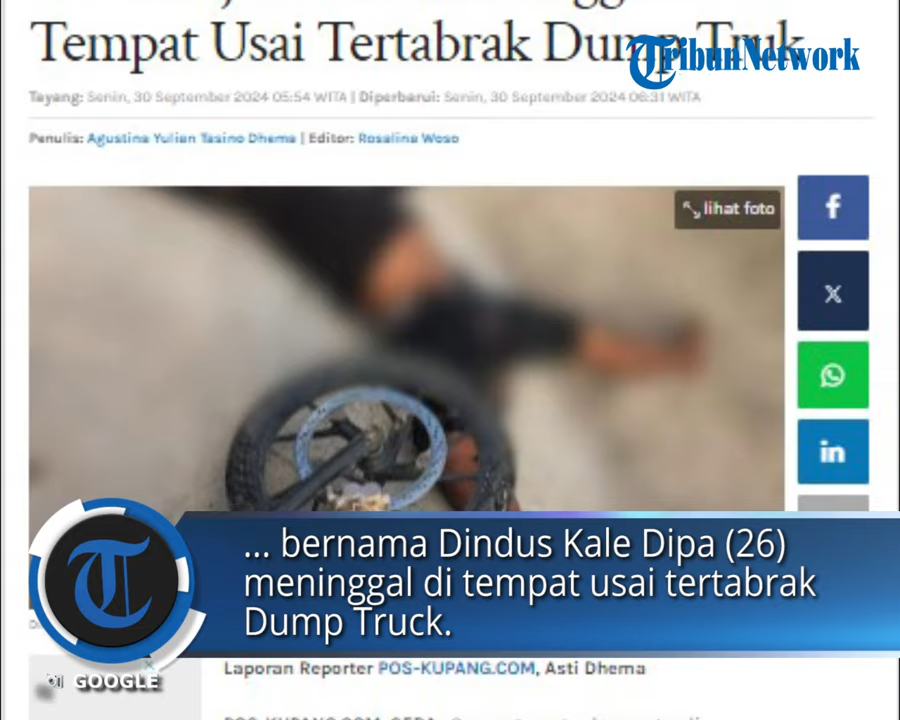 Tempat Usai Tertabrak Dump Truk
TribunNetwork
Tayang: Senin, 30 September 2024 05:54 WITA | Diperbarui: Senin, 30 September 2024 06:31 WITA
Penulis: Agustina Yulian Tasino Dhema | Editor: Rosalina Woso
lihat foto
... bernama Dindus Kale Dipa (26)
meninggal di tempat usai tertabrak
Dump Truck.
GOOGLE
Laporan Reporter POS-KUPANG.COM, Asti Dhema